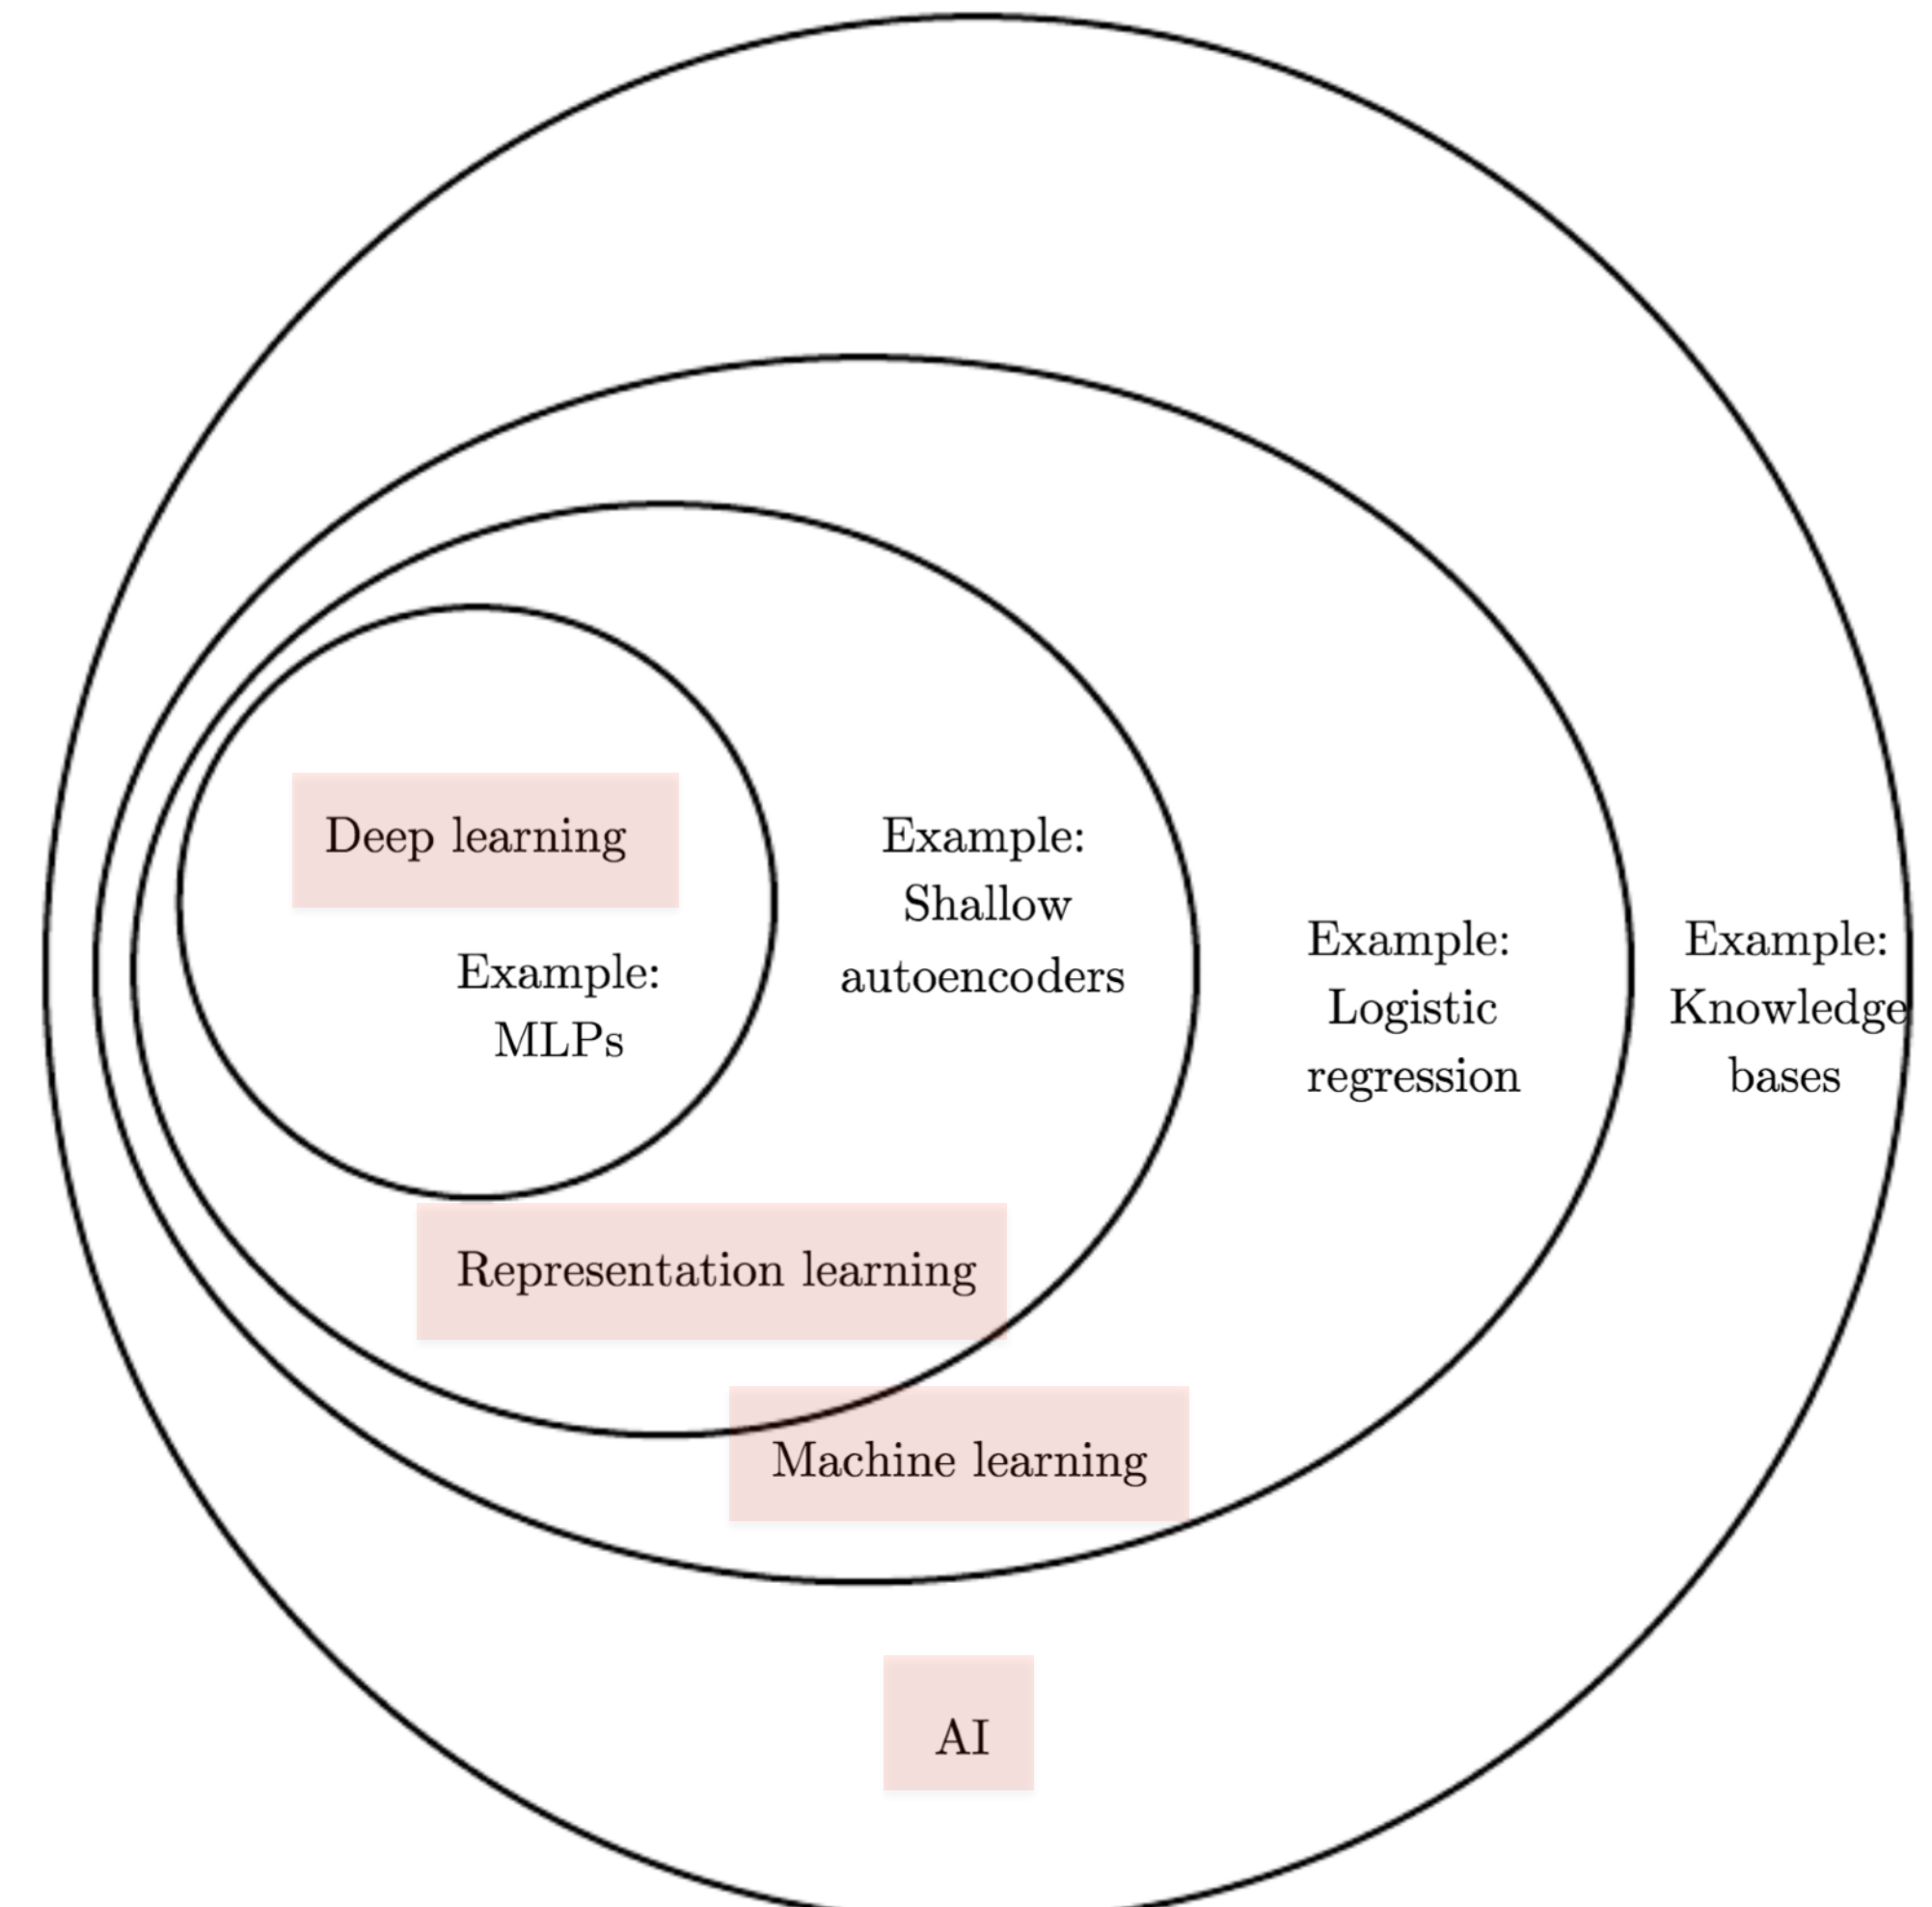 Deep learning
Example:
MLPs
Example:
Shallow
autoencoders
Example:
Logistic
regression
Example:
Knowledge
bases
Representation learning
Machine learning
AI